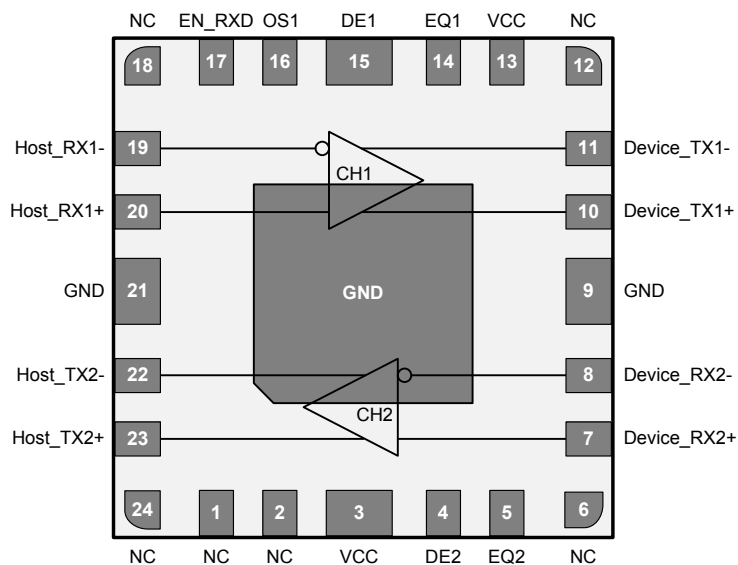 NC EN_RXD OS1 DE1 EQ1 VCC NC
18 17 16 15 14 13 12
Host_RX1- 19 11 Device_TX1-
CH1
Host_RX1+ 20 10 Device_TX1+
GND 21 GND 9 GND
Host_TX2- 22 8 Device_RX2-
CH2
Host_TX2+ 23 7 Device_RX2+
24 1 2 3 4 5 6
NC NC NC VCC DE2 EQ2 NC